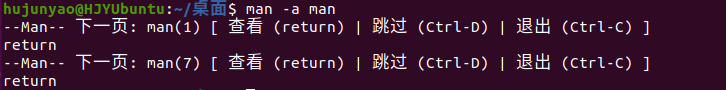 hujunyao@HJYUbuntu:~/桌面$ man -a man
--Man-- 下一页: man(1) [ 查看 (return) | 跳过 (Ctrl-D) | 退出 (Ctrl-C) ]
return
--Man-- 下一页: man(7) [ 查看 (return) | 跳过 (Ctrl-D) | 退出 (Ctrl-C) ]
return